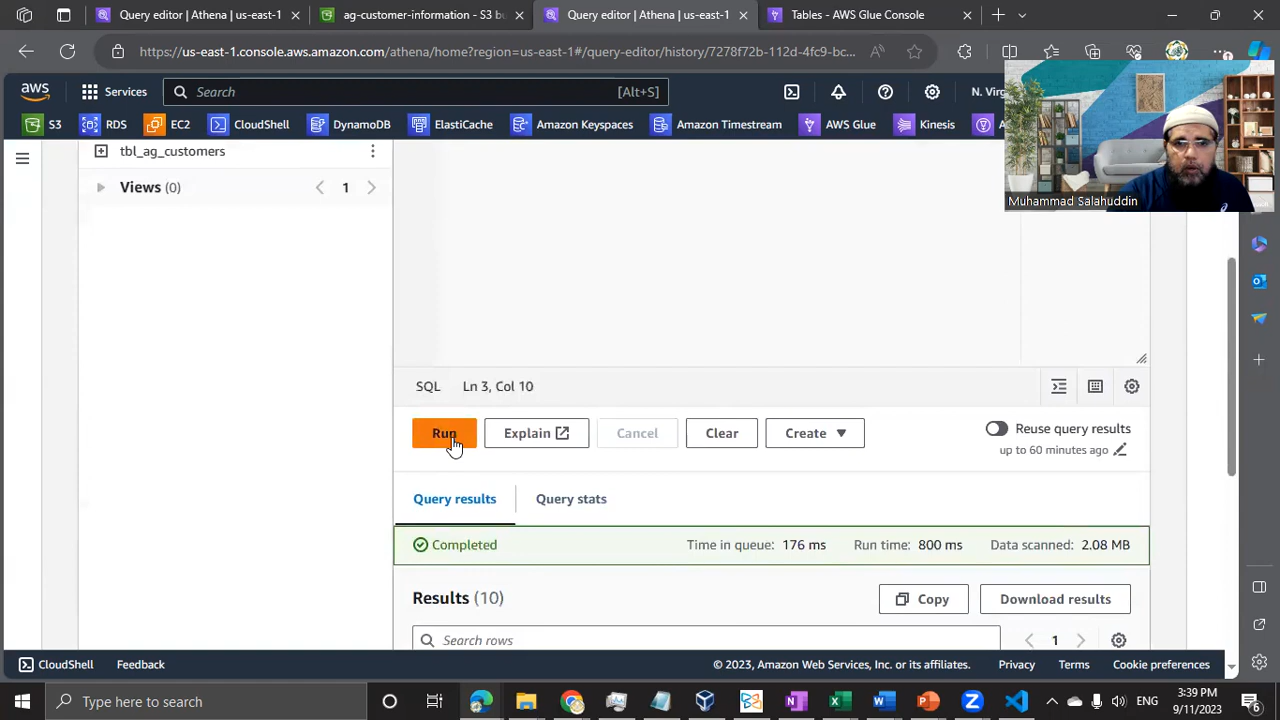 Query editor | Athena | us-east-1
ag-customer-information - S3 b
Query editor | Athena | us-east-1
Tables - AWS Glue Console
https://us-east-1.console.aws.amazon.com/athena/home?region=us-east-1#/query-editor/history/7278f72b-112d-4fc9-bc...
aws
Services
Search
[Alt+S]
N. Virg
S3
RDS
EC2
CloudShell
DynamoDB
ElastiCache
Amazon Keyspaces
Amazon Timestream
AWS Glue
Kinesis
Muhammad Salahuddin
tbl_ag_customers
Views (0)
1
SQL
Ln 3, Col 10
Run
Explain
Cancel
Clear
Create
Reuse query results
up to 60 minutes ago
Query results
Query stats
Completed
Time in queue: 176 ms
Run time: 800 ms
Data scanned: 2.08 MB
Results (10)
Copy
Download results
Search rows
1
CloudShell
Feedback
© 2023, Amazon Web Services, Inc. or its affiliates.
Privacy
Terms
Cookie preferences
Type here to search
ENG
3:39 PM
9/11/2023
6